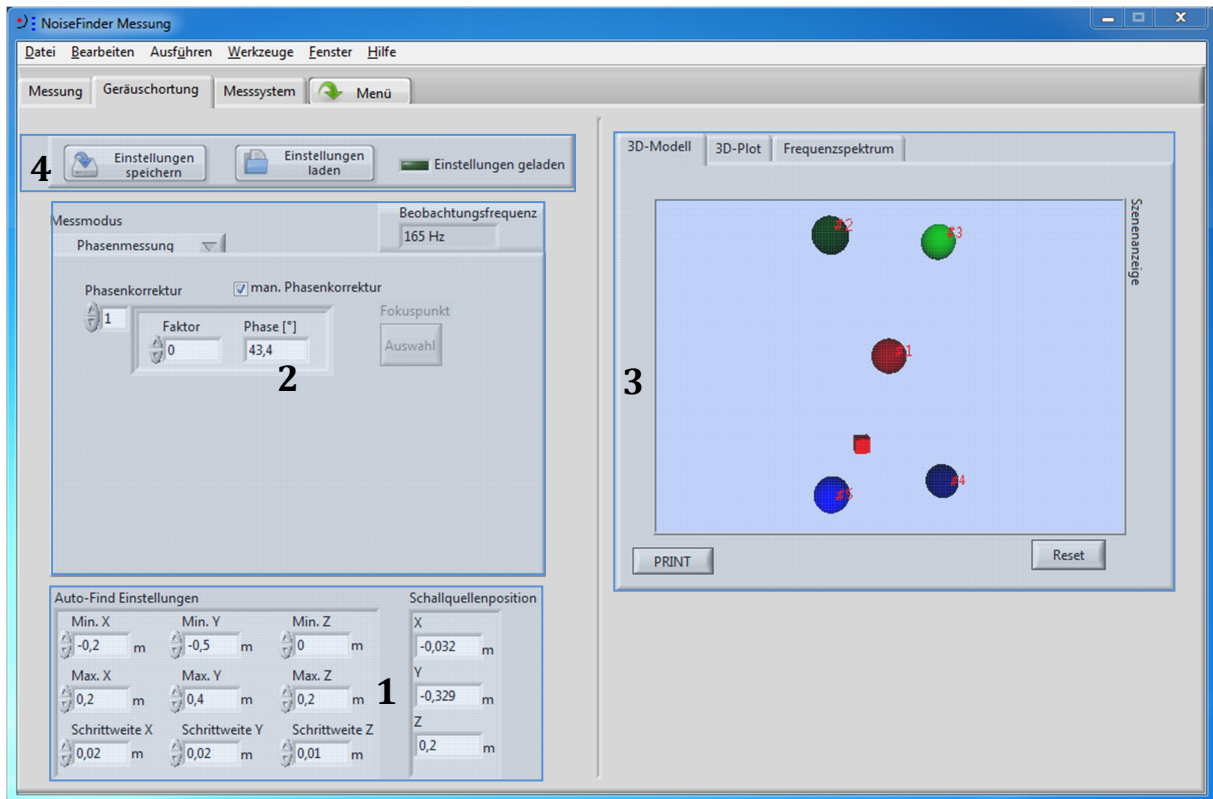 NoiseFinder Messung
Datei Bearbeiten Ausführen Werkzeuge Fenster Hilfe
Messung Geräuschortung Messsystem Menü
4
Einstellungen
speichern
Einstellungen
laden
Einstellungen geladen
Messmodus
Phasenmessung
Beobachtungsfrequenz
165 Hz
Phasenkorrektur
1
man. Phasenkorrektur
Faktor
0
Phase [°]
43,4
Fokuspunkt
Auswahl
2
Auto-Find Einstellungen
Min. X Min. Y Min. Z
-0,2 m -0,5 m 0 m
Max. X Max. Y Max. Z
0,2 m 0,4 m 0,2 m
Schrittweite X Schrittweite Y Schrittweite Z
0,02 m 0,02 m 0,01 m
1
Schallquellenposition
X
-0,032 m
Y
-0,329 m
Z
0,2 m
3D-Modell 3D-Plot Frequenzspektrum
Szenenanzeige
#2
#3
#1
#4
#5
3
PRINT
Reset